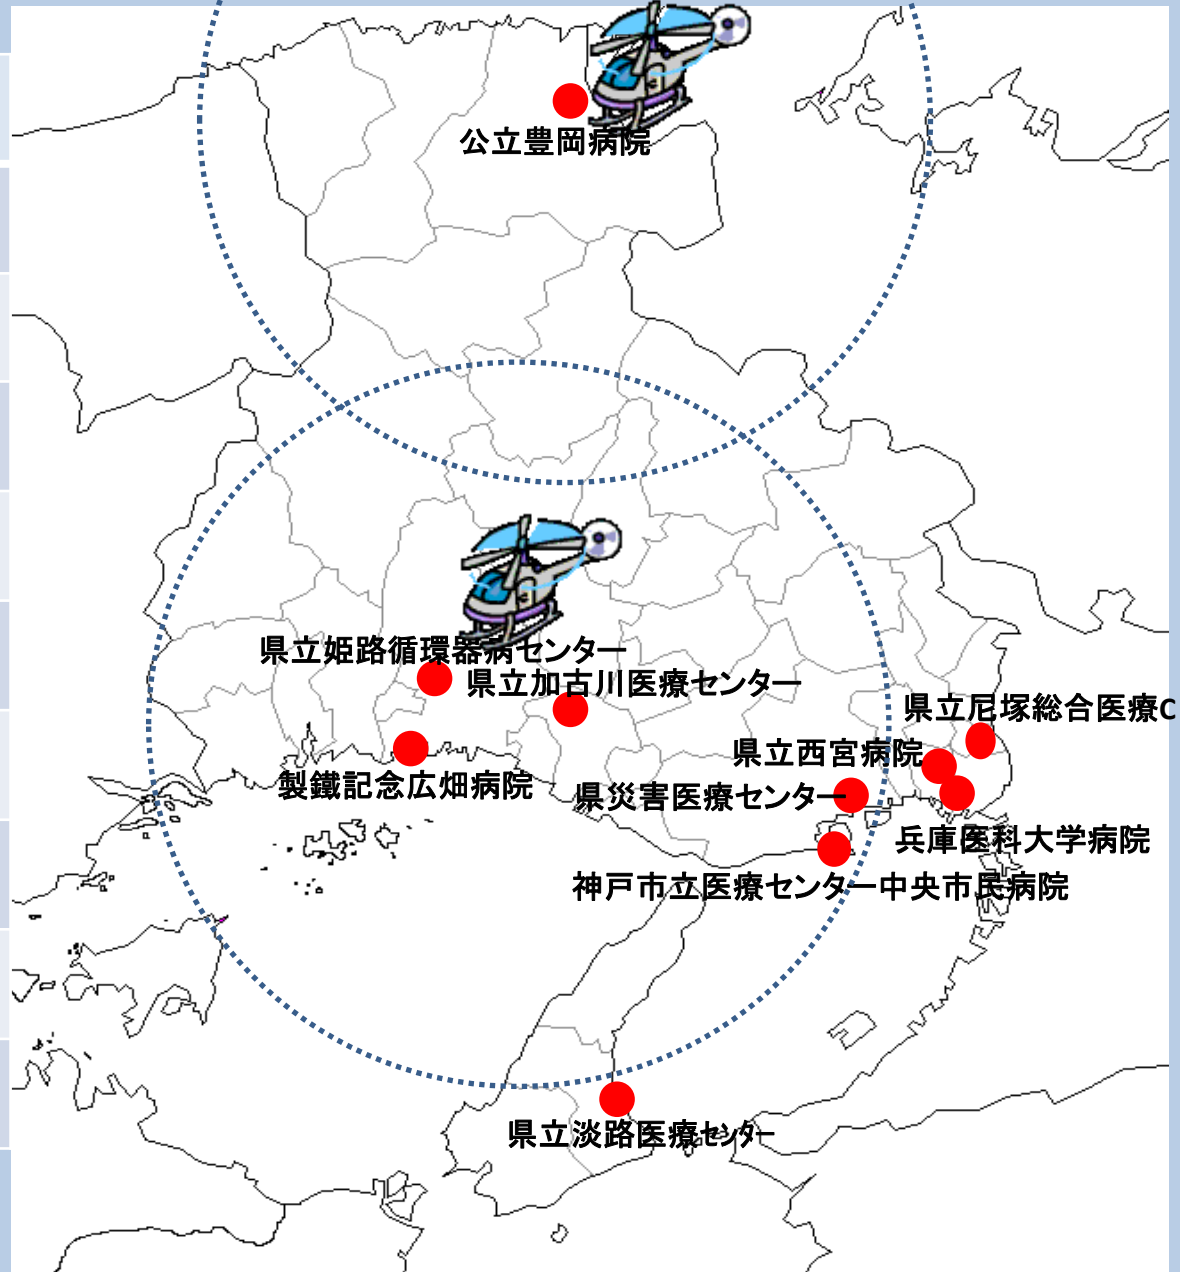 公立豊岡病院
県立姫路循環器病センター
県立加古川医療センター
県立尼塚総合医療C
県立西宮病院
製鐵記念広畑病院
県災害医療センター
兵庫医科大学病院
神戸市立医療センター中央市民病院
県立淡路医療センター